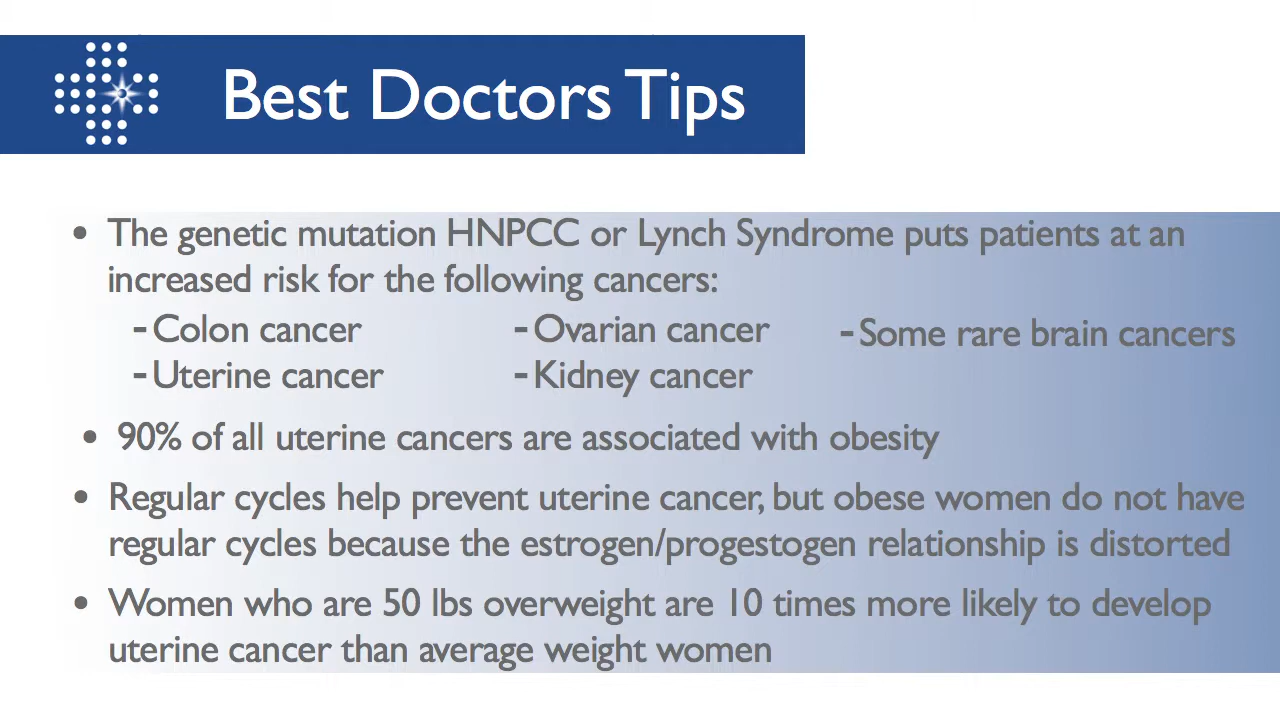 Best Doctors Tips
• The genetic mutation HNPCC or Lynch Syndrome puts patients at an
increased risk for the following cancers:
-Colon cancer
-Uterine cancer
-Ovarian cancer
-Kidney cancer
-Some rare brain cancers
• 90% of all uterine cancers are associated with obesity
• Regular cycles help prevent uterine cancer, but obese women do not have
regular cycles because the estrogen/progestogen relationship is distorted
• Women who are 50 lbs overweight are 10 times more likely to develop
uterine cancer than average weight women